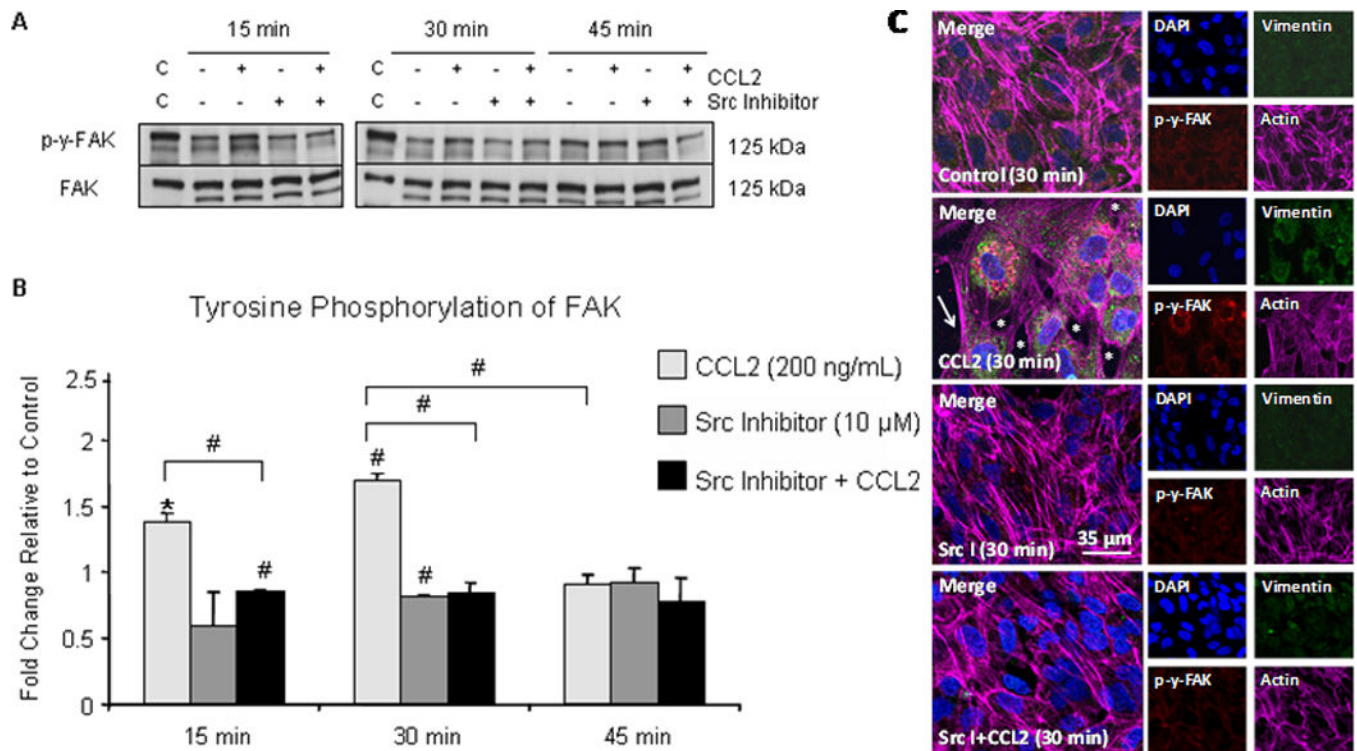 A
15 min 30 min 45 min
C - + - + C - + - + - + - + CCL2
C - - + + C - - + + - - + + Src Inhibitor
p-y-FAK 125 kDa
FAK 125 kDa
B
Tyrosine Phosphorylation of FAK
CCL2 (200 ng/mL)
Src Inhibitor (10 µM)
Src Inhibitor + CCL2
Fold Change Relative to Control
2.5
2
1.5
1
0.5
0
#
*
#
#
#
#
#
15 min 30 min 45 min
C
Merge DAPI Vimentin
p-y-FAK Actin
Control (30 min)
Merge DAPI Vimentin
* * * * *
p-y-FAK Actin
CCL2 (30 min)
Merge DAPI Vimentin
p-y-FAK Actin
35 µm
Src I (30 min)
Merge DAPI Vimentin
p-y-FAK Actin
Src I+CCL2 (30 min)